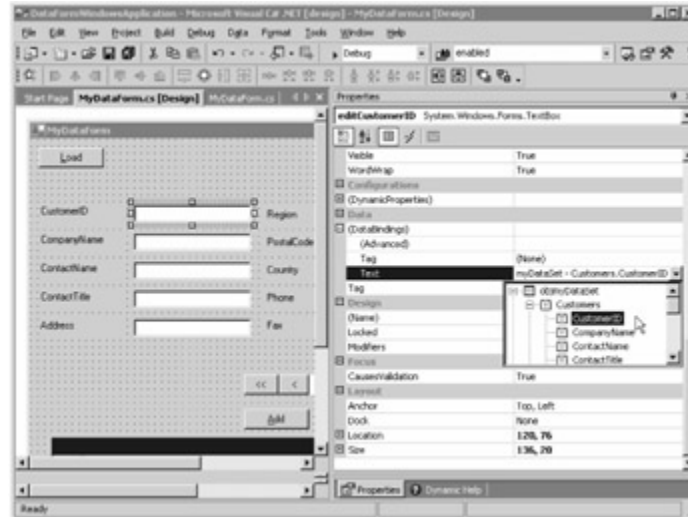 DataFormWindowsApplication - Microsoft Visual C# .NET [design] - MyDataForm.cs [Design]
File Edit View Project Build Debug Data Format Tools Window Help
Debug
enabled
Start Page MyDataForm.cs [Design] MyDataForm.cs
MyDataForm
Load
CustomerID Region
CompanyName PostalCode
ContactName Country
ContactTitle Phone
Address Fax
<< <
Add
Properties
editCustomerID System.Windows.Forms.TextBox
Visible True
WordWrap True
Configurations
(DynamicProperties)
Data
(DataBindings)
(Advanced)
Tag (None)
Text myDataSet - Customers.CustomerID
Tag
objmyDataSet
Customers
CustomerID
CompanyName
ContactName
ContactTitle
Design
(Name)
Locked
Modifiers
Focus
CausesValidation True
Layout
Anchor Top, Left
Dock None
Location 120, 76
Size 136, 20
Properties Dynamic Help
Ready